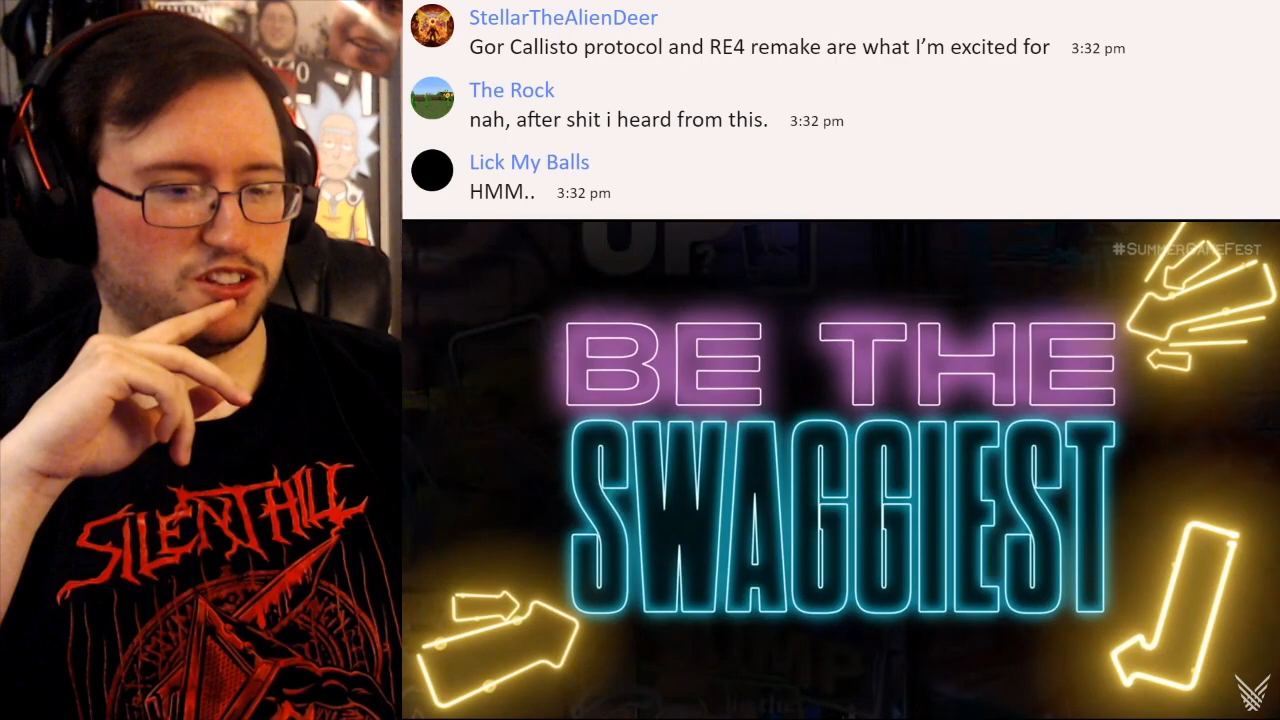 StellarTheAlienDeer
Gor Callisto protocol and RE4 remake are what I’m excited for 3:32 pm
The Rock
nah, after shit i heard from this. 3:32 pm
Lick My Balls
HMM.. 3:32 pm
#SUMMERGAMEFEST
UP?
BE THE
SWAGGIEST
SILENT HILL